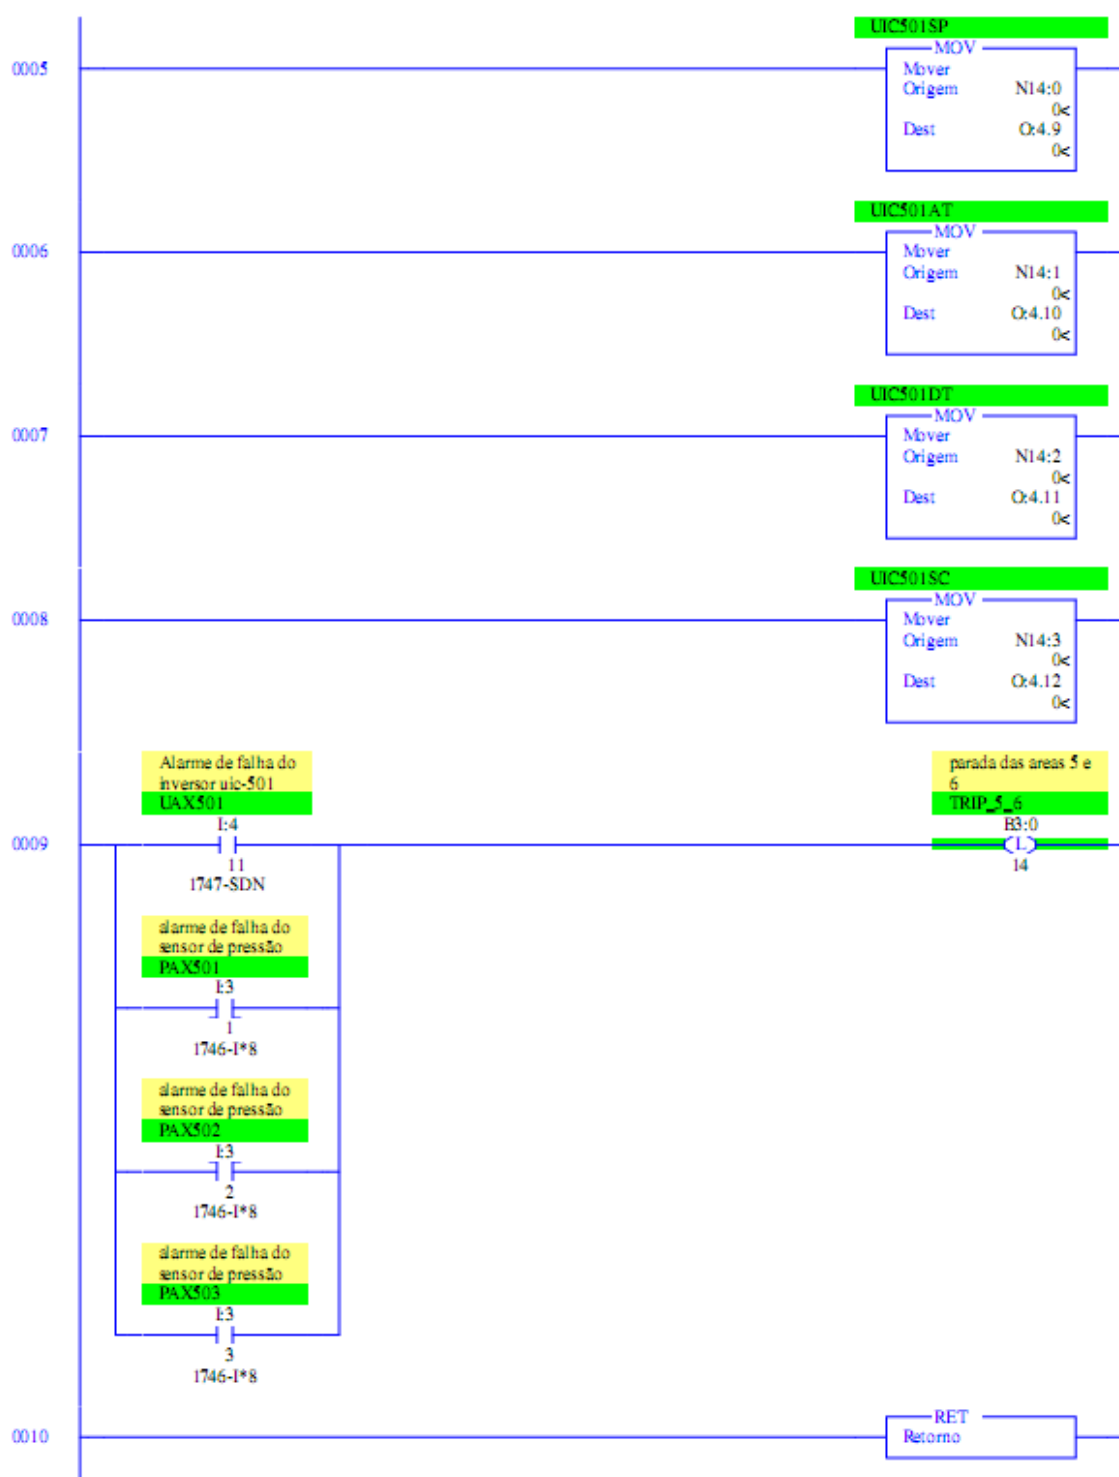 UIC501SP
MOV
0005
Mover
Origem N14:0
0<
Dest O:4.9
0<
UIC501AT
MOV
0006
Mover
Origem N14:1
0<
Dest O:4.10
0<
UIC501DT
MOV
0007
Mover
Origem N14:2
0<
Dest O:4.11
0<
UIC501SC
MOV
0008
Mover
Origem N14:3
0<
Dest O:4.12
0<
Alarme de falha do
inversor uic-501
UAX501
I:4
0009
11
1747-SDN
parada das areas 5 e
6
TRIP_5_6
B3:0
L
14
alarme de falha do
sensor de pressão
PAX501
I:3
1
1746-I*8
alarme de falha do
sensor de pressão
PAX502
I:3
2
1746-I*8
alarme de falha do
sensor de pressão
PAX503
I:3
3
1746-I*8
RET
0010
Retorno